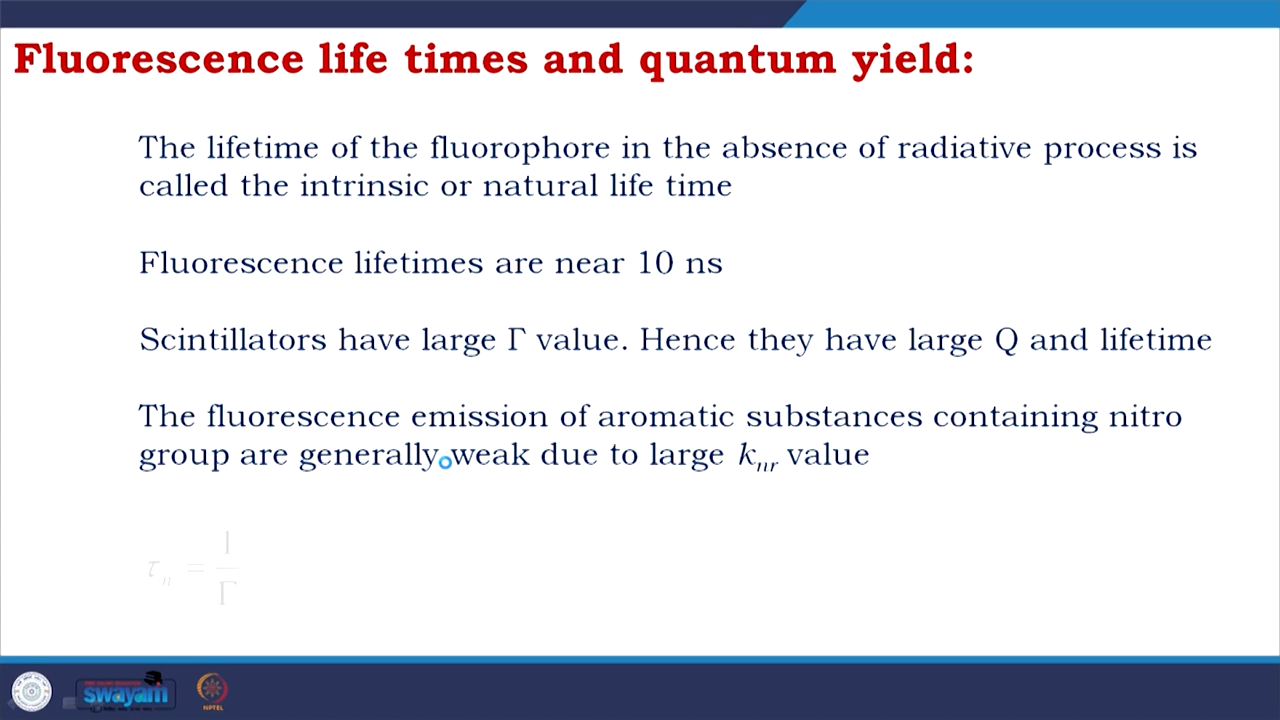 Fluorescence life times and quantum yield:
The lifetime of the fluorophore in the absence of radiative process is
called the intrinsic or natural life time
Fluorescence lifetimes are near 10 ns
Scintillators have large Γ value. Hence they have large Q and lifetime
The fluorescence emission of aromatic substances containing nitro
group are generally weak due to large k_nr value
τ_n = 1/Γ
swayam
NPTEL